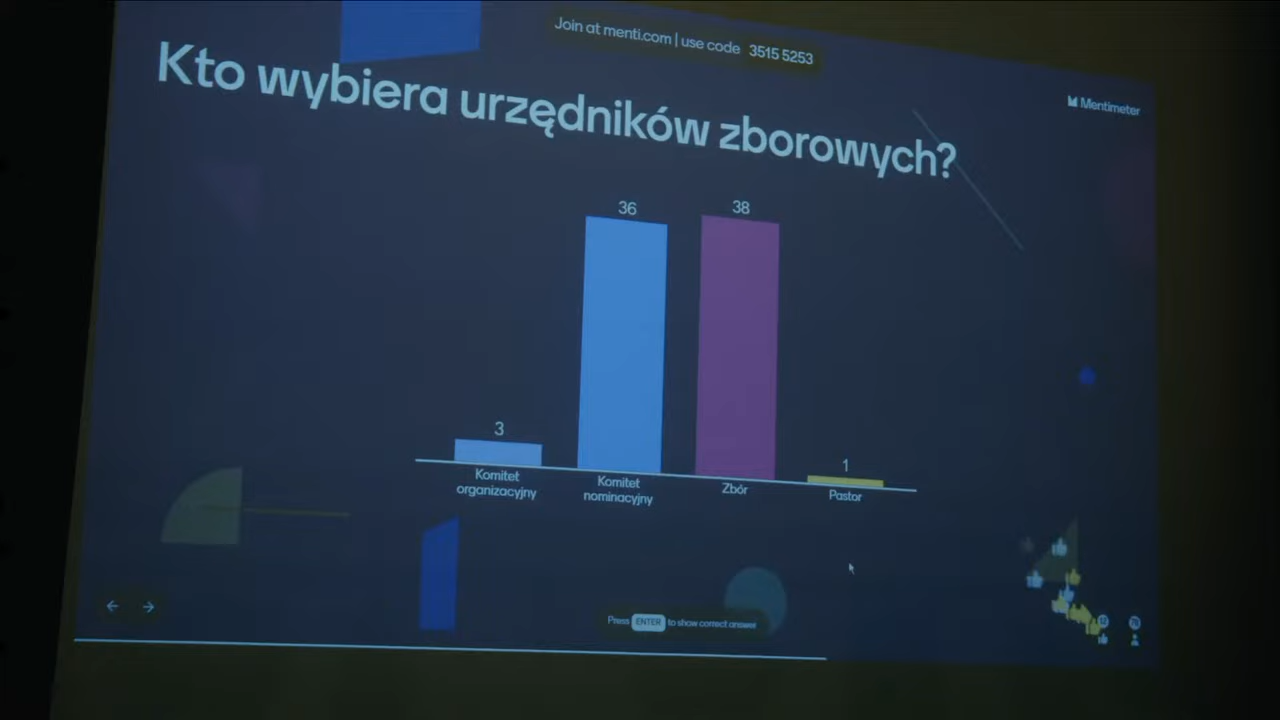 Join at menti.com | use code 3515 5253
Mentimeter
Kto wybiera urzędników zborowych?
36
38
3
1
Komitet
organizacyjny
Komitet
nominacyjny
Zbór
Pastor
Press ENTER to show correct answer